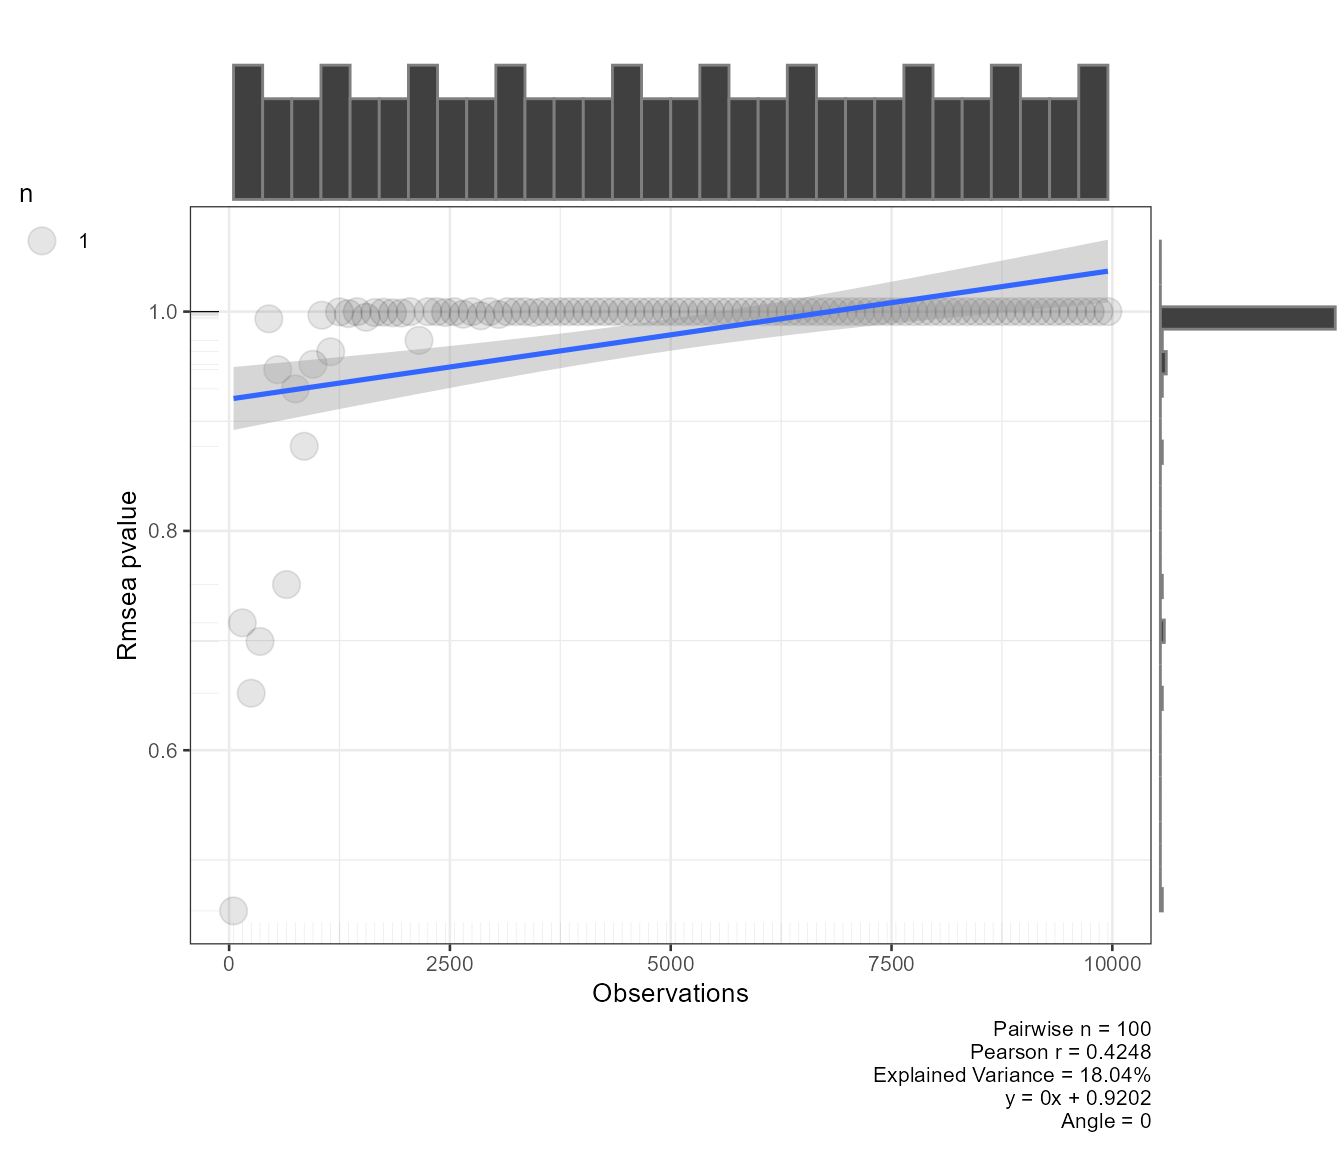 n
1
1.0
0.8
0.6
Rmsea pvalue
0 2500 5000 7500 10000
Observations
Pairwise n = 100
Pearson r = 0.4248
Explained Variance = 18.04%
y = 0x + 0.9202
Angle = 0